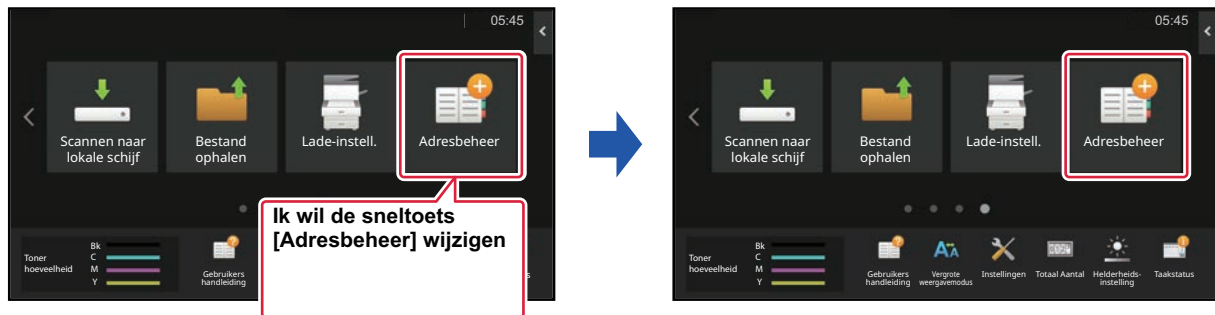 05:45
Scannen naar
lokale schijf
Bestand
ophalen
Lade-instell.
Adresbeheer
Ik wil de sneltoets
[Adresbeheer] wijzigen
Toner
hoeveelheid
Bk
C
M
Y
Gebruikers
handleiding
05:45
Scannen naar
lokale schijf
Bestand
ophalen
Lade-instell.
Adresbeheer
Toner
hoeveelheid
Bk
C
M
Y
Gebruikers
handleiding
Vergrote
weergavemodus
Instellingen
Totaal Aantal
Helderheids-
instelling
Taakstatus